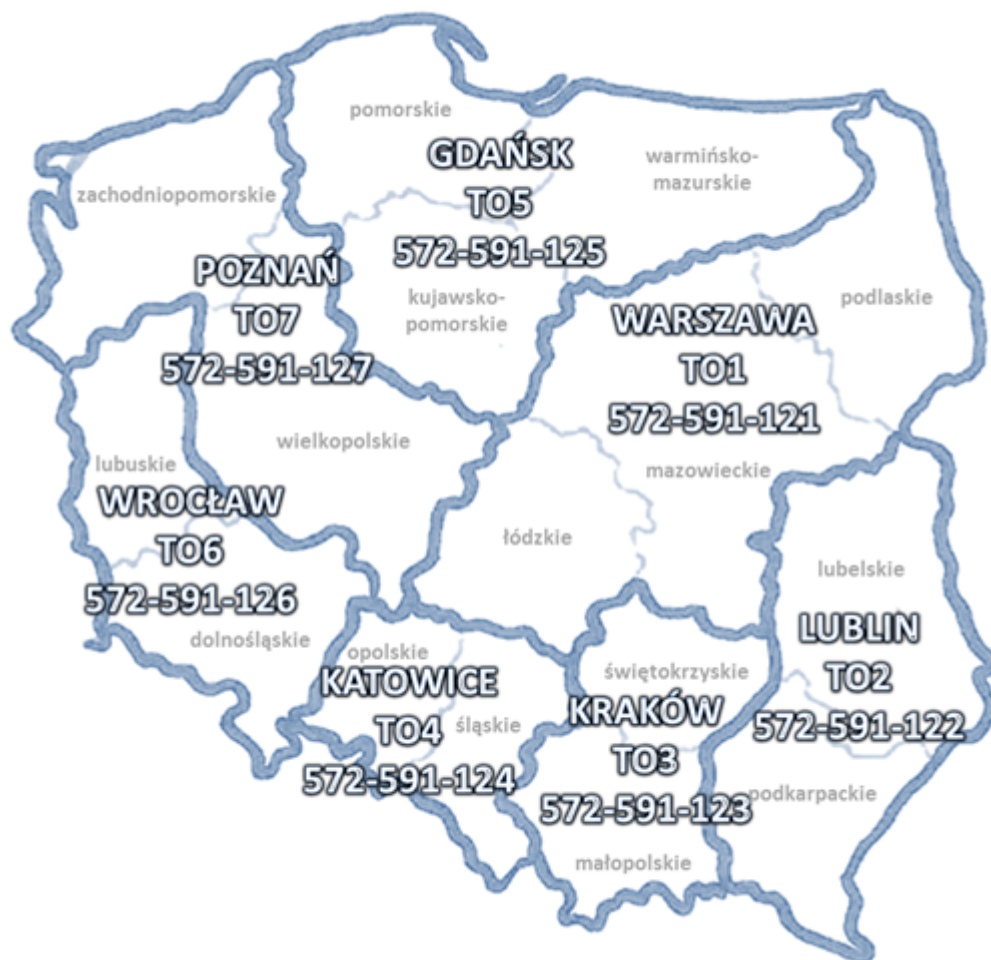 pomorskie
GDAŃSK
TO5
572-591-125
warmińsko-
mazurskie
zachodniopomorskie
POZNAŃ
TO7
572-591-127
kujawsko-
pomorskie
WARSZAWA
TO1
572-591-121
podlaskie
mazowieckie
wielkopolskie
lubuskie
WROCŁAW
TO6
572-591-126
dolnośląskie
łódzkie
lubelskie
LUBLIN
TO2
572-591-122
podkarpackie
opolskie
KATOWICE
TO4
śląskie
572-591-124
świętokrzyskie
KRAKÓW
TO3
572-591-123
małopolskie